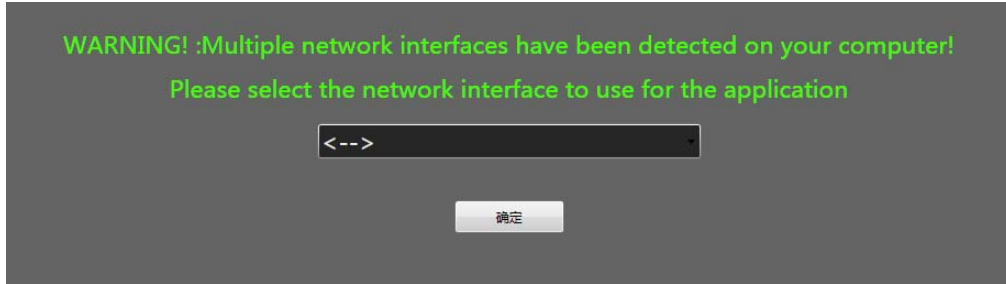 WARNING! :Multiple network interfaces have been detected on your computer!
Please select the network interface to use for the application
<-->
确定